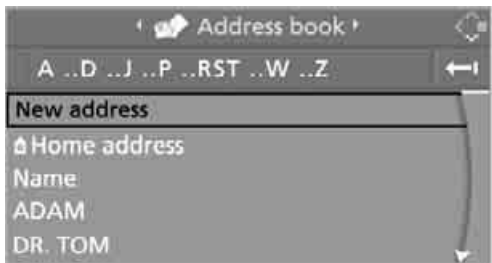 Address book
A ..D ..J ..P ..RST ..W ..Z
New address
Home address
Name
ADAM
DR. TOM